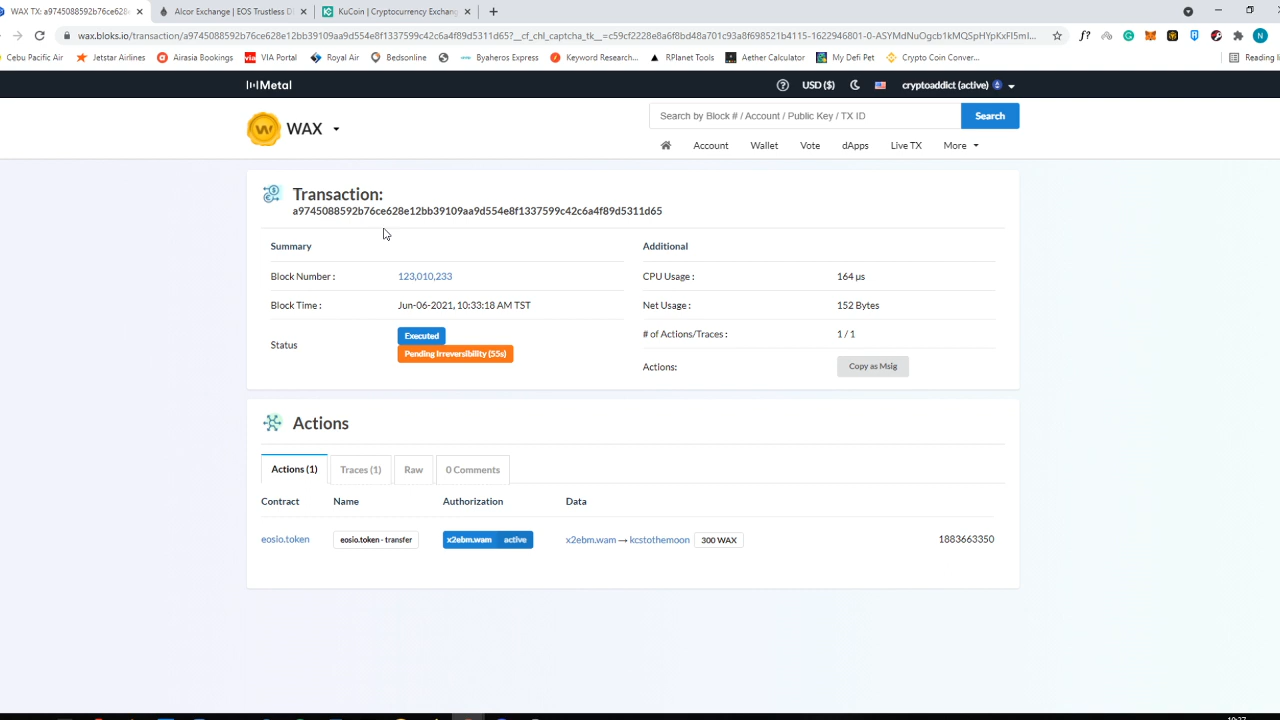 WAX TX: a9745088592b76ce628e
Alcor Exchange | EOS Trustless D
KuCoin | Cryptocurrency Exchang
wax.bloks.io/transaction/a9745088592b76ce628e12bb39109aa9d554e8f1337599c42c6a4f89d5311d65?__cf_chl_captcha_tk__=c59cf2228e8a6f8bd48a701c93a8f698521b4115-1622946801-0-ASYMdNuOgcb1kMQSpHYpKxFI5mI...
Cebu Pacific Air
Jetstar Airlines
Airasia Bookings
VIA Portal
Royal Air
Bedsonline
Byaheros Express
Keyword Research...
RPlanet Tools
Aether Calculator
My Defi Pet
Crypto Coin Conver...
Reading li
Metal
USD ($)
cryptoaddict (active)
WAX
Search by Block # / Account / Public Key / TX ID
Search
Account
Wallet
Vote
dApps
Live TX
More
Transaction:
a9745088592b76ce628e12bb39109aa9d554e8f1337599c42c6a4f89d5311d65
Summary
Additional
Block Number :
123,010,233
CPU Usage :
164 µs
Block Time :
Jun-06-2021, 10:33:18 AM TST
Net Usage :
152 Bytes
Status
Executed
Pending Irreversibility (55s)
# of Actions/Traces :
1 / 1
Actions:
Copy as Msig
Actions
Actions (1)
Traces (1)
Raw
0 Comments
Contract
Name
Authorization
Data
eosio.token
eosio.token - transfer
x2ebm.wam active
x2ebm.wam → kcstothemoon 300 WAX
1883663350